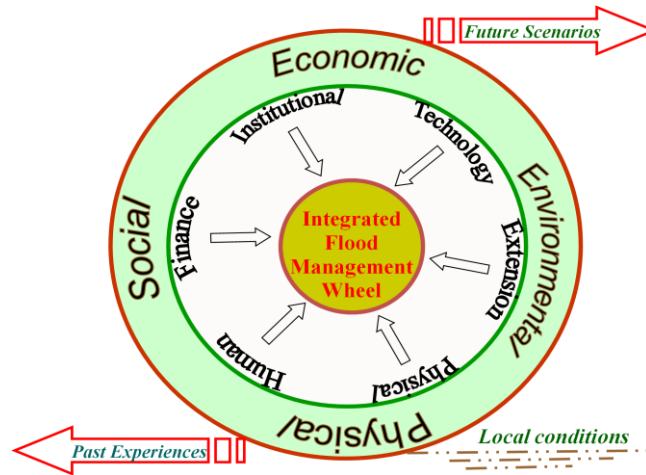 Future Scenarios
Economic
Institutional
Technology
Social
Environmental
Finance
Integrated
Flood
Management
Wheel
Extension
Human
Physical
Physical
Past Experiences
Local conditions